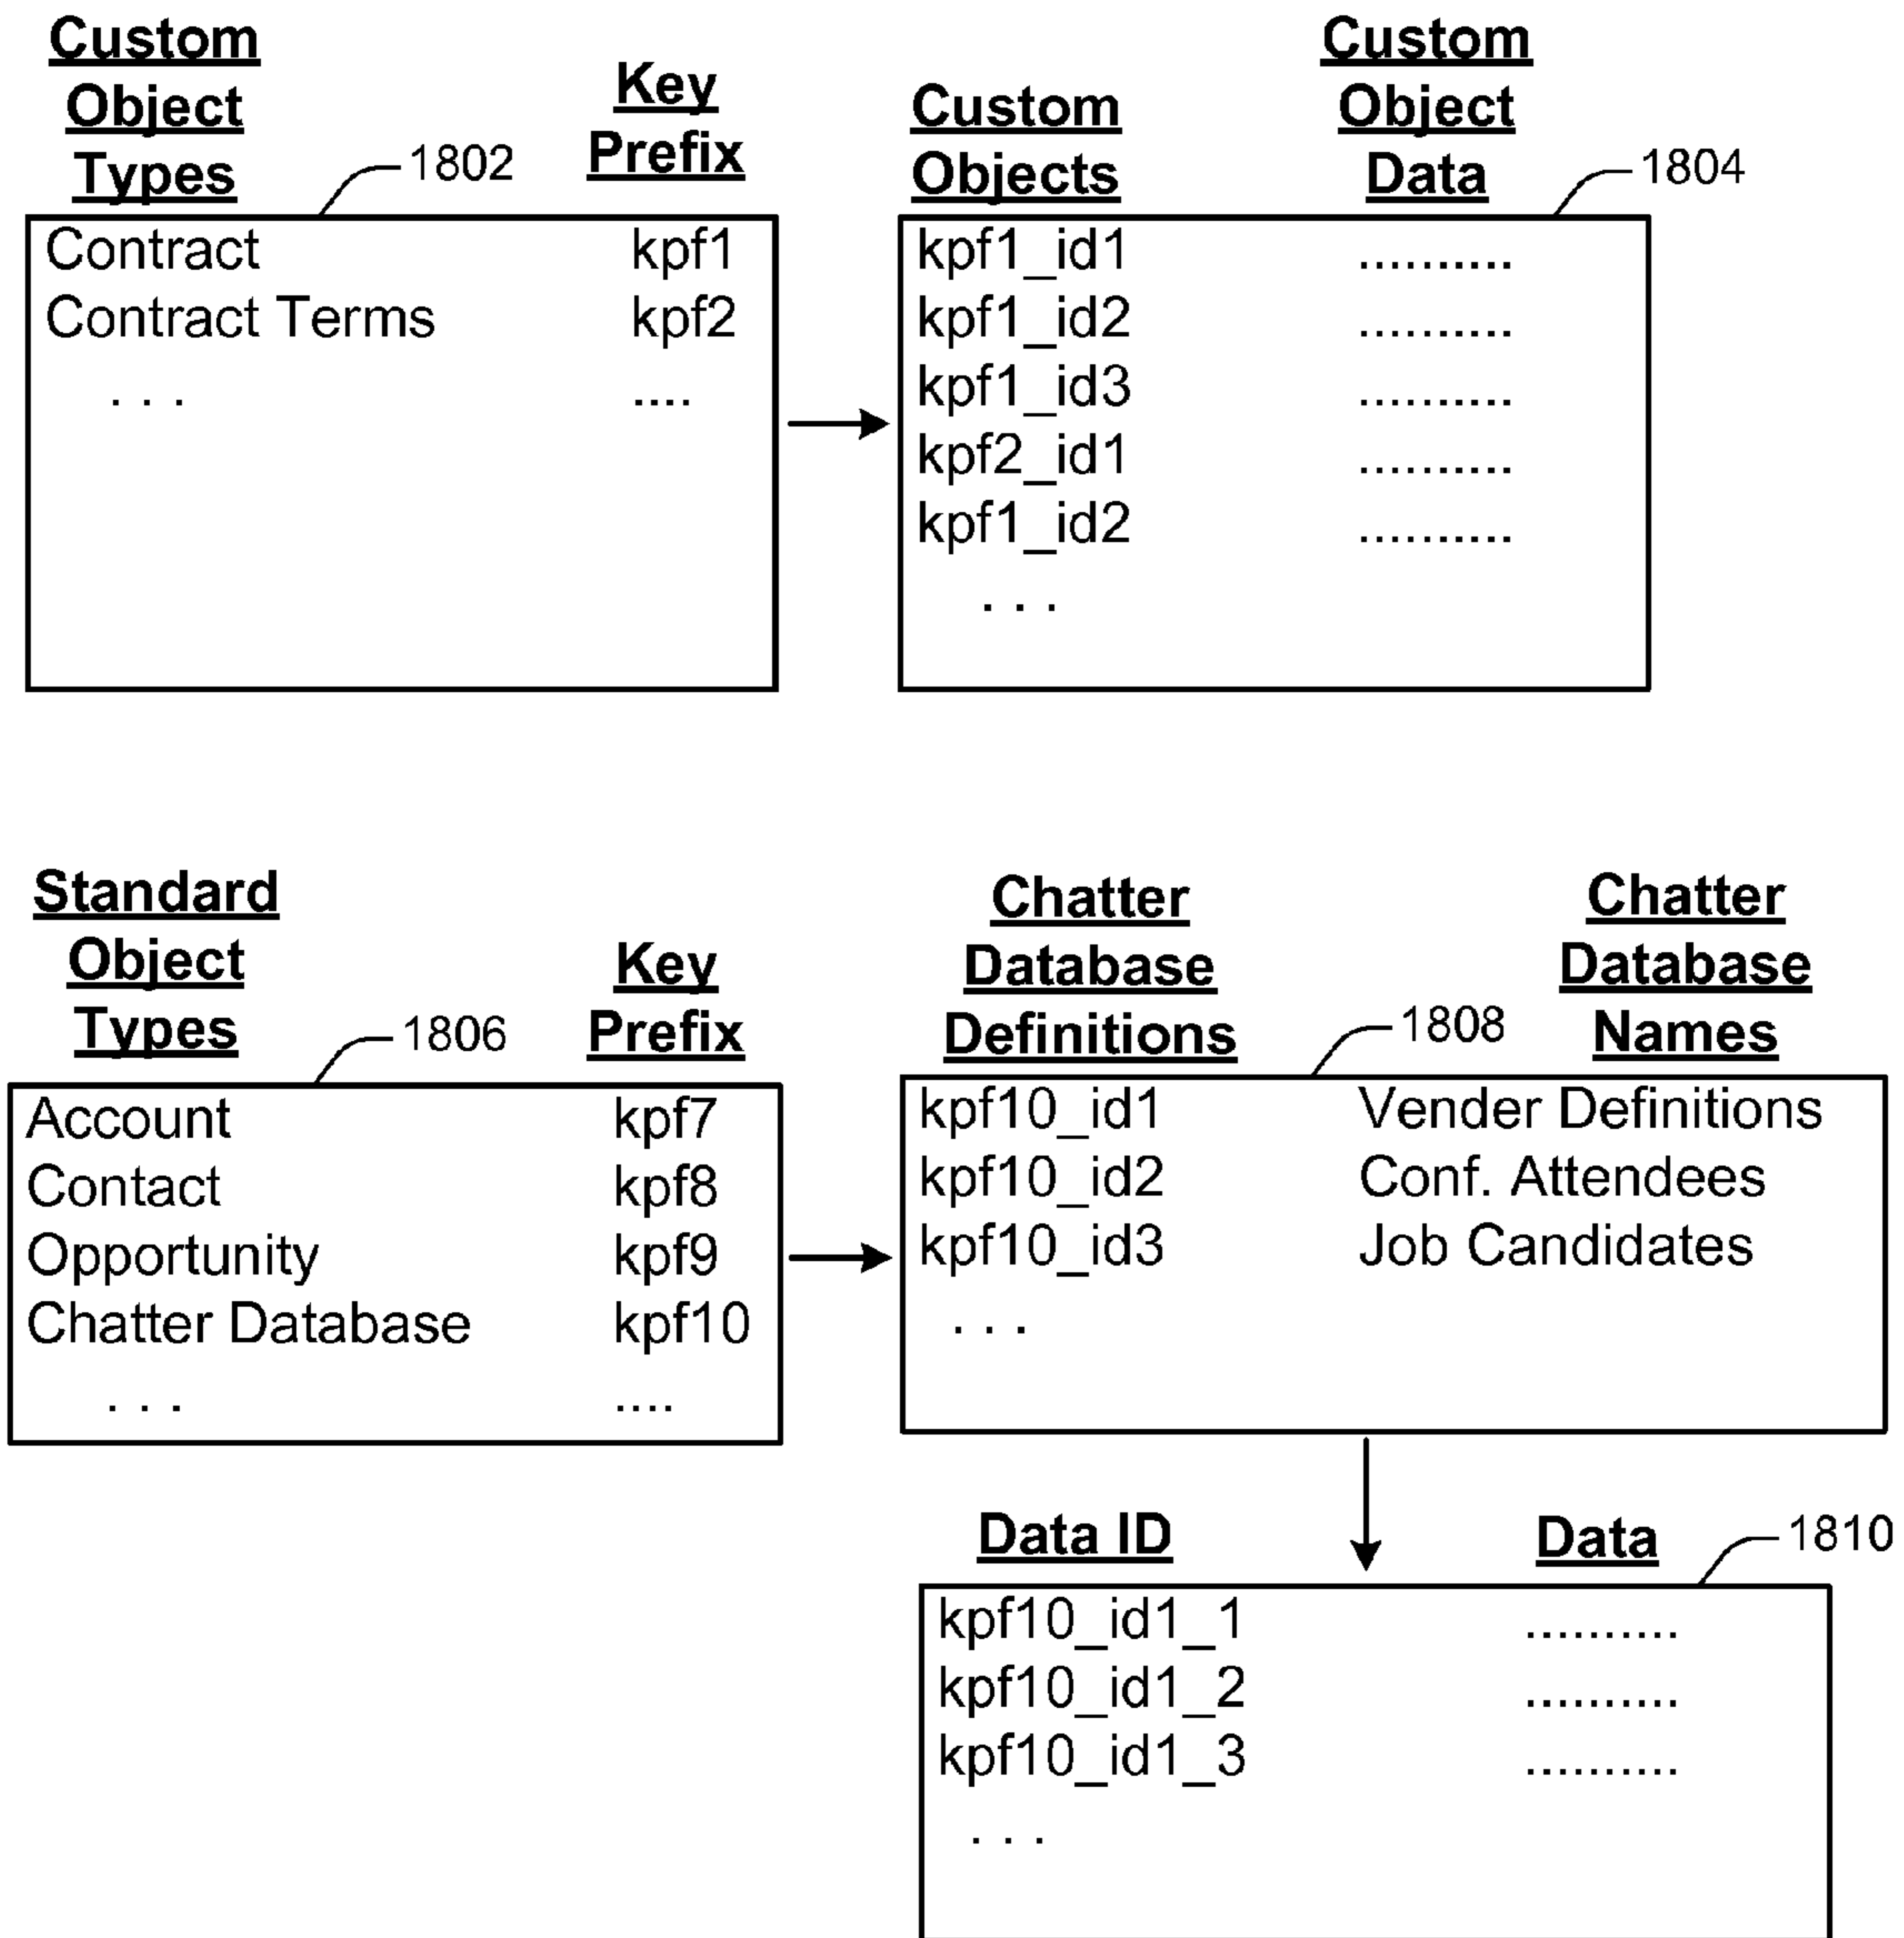 Custom
Object
Types
Key
Prefix
1802
Contract kpf1
Contract Terms kpf2
. . . ....
Custom
Objects
Custom
Object
Data
1804
kpf1_id1 ..........
kpf1_id2 ..........
kpf1_id3 ..........
kpf2_id1 ..........
kpf1_id2 ..........
. . .
Standard
Object
Types
Key
Prefix
1806
Account kpf7
Contact kpf8
Opportunity kpf9
Chatter Database kpf10
. . . ....
Chatter
Database
Definitions
Chatter
Database
Names
1808
kpf10_id1 Vender Definitions
kpf10_id2 Conf. Attendees
kpf10_id3 Job Candidates
. . .
Data ID Data
1810
kpf10_id1_1 ..........
kpf10_id1_2 ..........
kpf10_id1_3 ..........
. . .